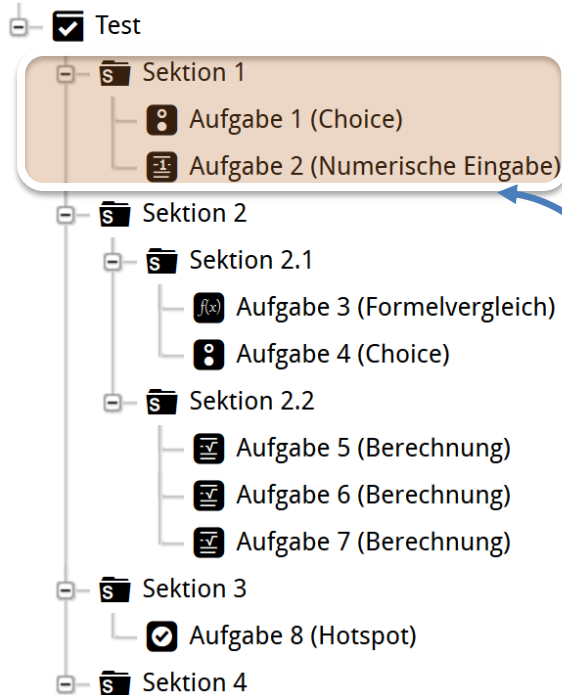 Test
Sektion 1
Aufgabe 1 (Choice)
Aufgabe 2 (Numerische Eingabe)
Sektion 2
Sektion 2.1
Aufgabe 3 (Formelvergleich)
Aufgabe 4 (Choice)
Sektion 2.2
Aufgabe 5 (Berechnung)
Aufgabe 6 (Berechnung)
Aufgabe 7 (Berechnung)
Sektion 3
Aufgabe 8 (Hotspot)
Sektion 4